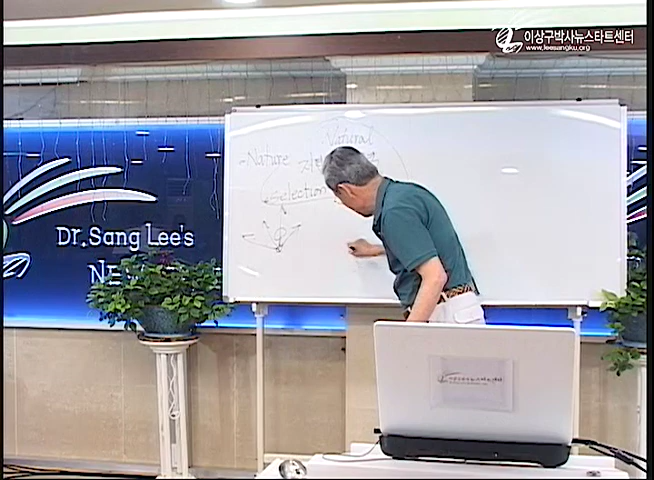 이상구박사뉴스타트센터
www.leesangku.org
Natural
Nature
selection
Dr.Sang Lee's
NE